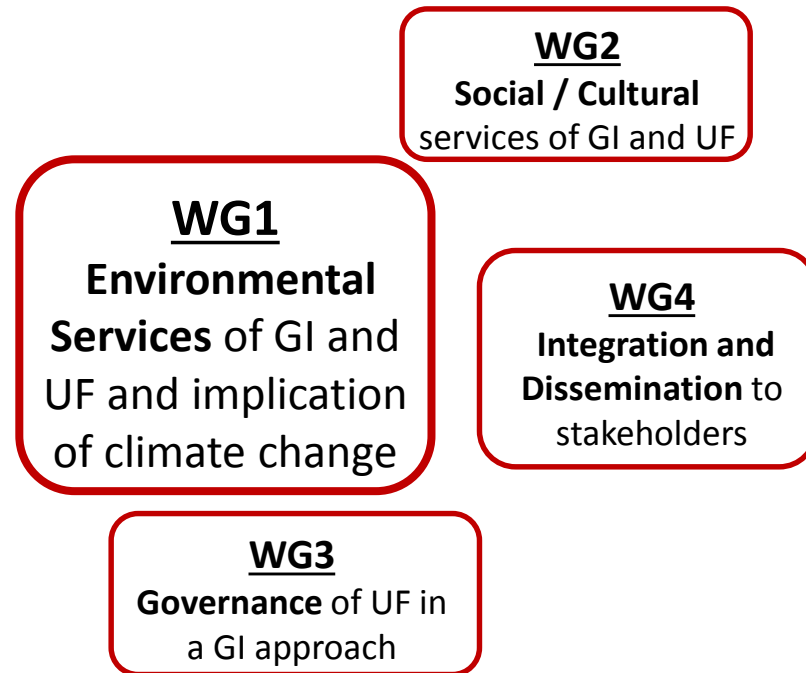 WG2
Social / Cultural
services of GI and UF
WG1
Environmental
Services of GI and
UF and implication
of climate change
WG4
Integration and
Dissemination to
stakeholders
WG3
Governance of UF in
a GI approach